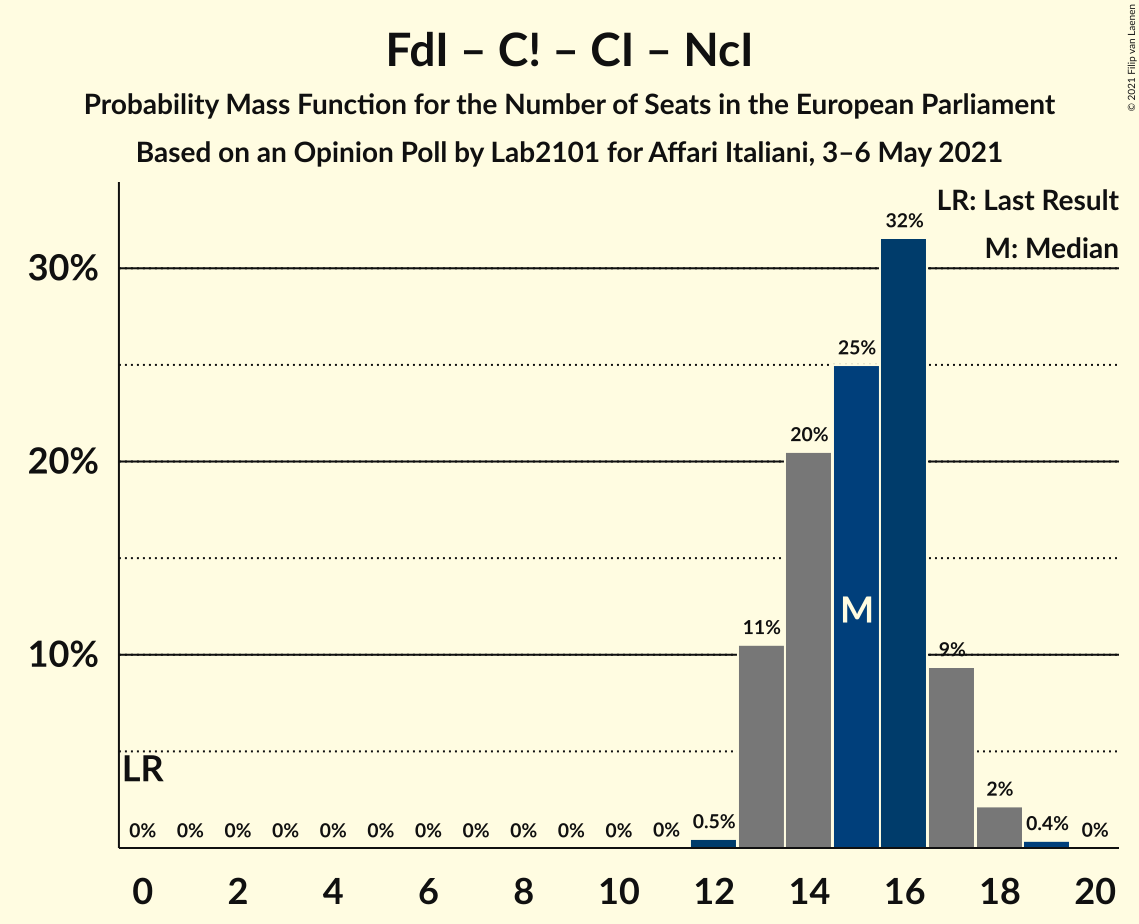 FdI – C! – CI – NcI
Probability Mass Function for the Number of Seats in the European Parliament
Based on an Opinion Poll by Lab2101 for Affari Italiani, 3–6 May 2021
© 2021 Filip van Laenen
LR: Last Result
M: Median
30%
20%
10%
32%
25%
20%
11%
9%
M
LR
0% 0% 0% 0% 0% 0% 0% 0% 0% 0% 0% 0% 0.5% 2% 0.4% 0%
0 2 4 6 8 10 12 14 16 18 20